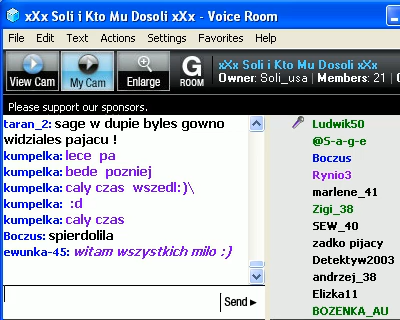 xXx Soli i Kto Mu Dosoli xXx - Voice Room
File Edit Text Actions Settings Favorites Help
View Cam
My Cam
Enlarge
G
ROOM
xXx Soli i Kto Mu Dosoli xXx
Owner: Soli_usa | Members: 21 |
Please support our sponsors.
taran_2: sage w dupie byles gowno
widziales pajacu !
kumpelka: lece pa
kumpelka: bede pozniej
kumpelka: caly czas wszedl:)\
kumpelka: :d
kumpelka: caly czas
Boczus: spierdolila
ewunka-45: witam wszystkich milo :)
Send
Ludwik50
@S-a-g-e
Boczus
Rynio3
marlene_41
Zigi_38
SEW_40
zadko pijacy
Detektyw2003
andrzej_38
Elizka11
BOZENKA_AU